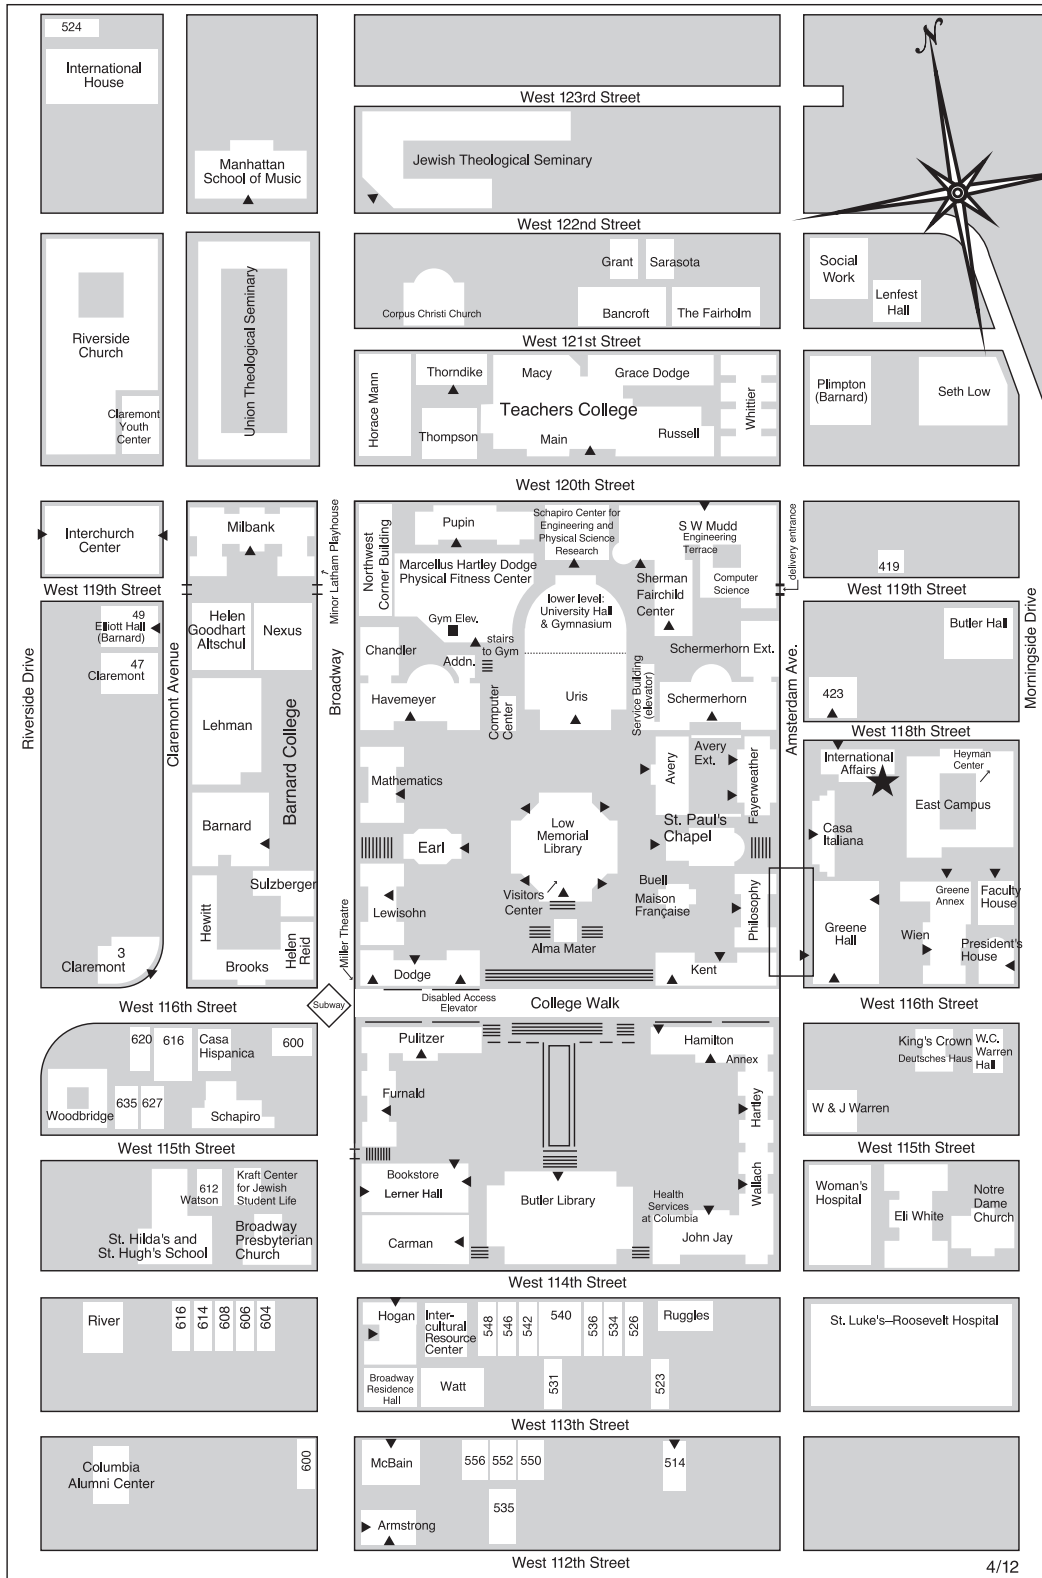 524
International
House
Manhattan
School of Music
N
West 123rd Street
Jewish Theological Seminary
West 122nd Street
Riverside
Church
Claremont
Youth
Center
Union Theological Seminary
Corpus Christi Church
Grant
Sarasota
Bancroft
The Fairholm
Social
Work
Lenfest
Hall
West 121st Street
Horace Mann
Thorndike
Thompson
Macy
Grace Dodge
Teachers College
Main
Russell
Whittier
Plimpton
(Barnard)
Seth Low
West 120th Street
Interchurch
Center
West 119th Street
Milbank
Minor Latham Playhouse
Northwest
Corner Building
Pupin
Marcellus Hartley Dodge
Physical Fitness Center
Schapiro Center for
Engineering and
Physical Science
Research
S W Mudd
Engineering
Terrace
Computer
Science
delivery entrance
419
West 119th Street
Riverside Drive
49
Elliott Hall
(Barnard)
47
Claremont
Claremont Avenue
Helen
Goodhart
Altschul
Nexus
Lehman
Barnard College
Broadway
Gym Elev.
stairs
to Gym
Chandler
Addn.
Havemeyer
Computer
Center
lower level:
University Hall
& Gymnasium
Uris
Sherman
Fairchild
Center
Schermerhorn Ext.
Service Building
(elevator)
Schermerhorn
Amsterdam Ave.
Butler Hall
423
Morningside Drive
West 118th Street
International
Affairs
Heyman
Center
East Campus
Casa
Italiana
Mathematics
Avery
Avery
Ext.
Fayerweather
Barnard
Earl
Low
Memorial
Library
St. Paul's
Chapel
Sulzberger
Hewitt
Helen
Reid
Brooks
Lewisohn
Visitors
Center
Buell
Maison
Française
Philosophy
Alma Mater
Greene
Hall
Greene
Annex
Faculty
House
Wien
President's
House
3
Claremont
Miller Theatre
Dodge
Kent
West 116th Street
Subway
Disabled Access
Elevator
College Walk
West 116th Street
620
616
Casa
Hispanica
600
Woodbridge
635
627
Schapiro
Pulitzer
Furnald
Hamilton
Annex
Hartley
King's Crown
Deutsches Haus
W.C.
Warren
Hall
W & J Warren
West 115th Street
West 115th Street
612
Watson
Kraft Center
for Jewish
Student Life
St. Hilda's and
St. Hugh's School
Broadway
Presbyterian
Church
Bookstore
Lerner Hall
Carman
Butler Library
Health
Services
at Columbia
Wallach
John Jay
Woman's
Hospital
Eli White
Notre
Dame
Church
West 114th Street
River
616
614
608
606
604
Hogan
Inter-
cultural
Resource
Center
548
546
542
540
536
534
526
Ruggles
Broadway
Residence
Hall
Watt
531
523
St. Luke's–Roosevelt Hospital
West 113th Street
Columbia
Alumni Center
600
McBain
556
552
550
514
535
Armstrong
West 112th Street
4/12